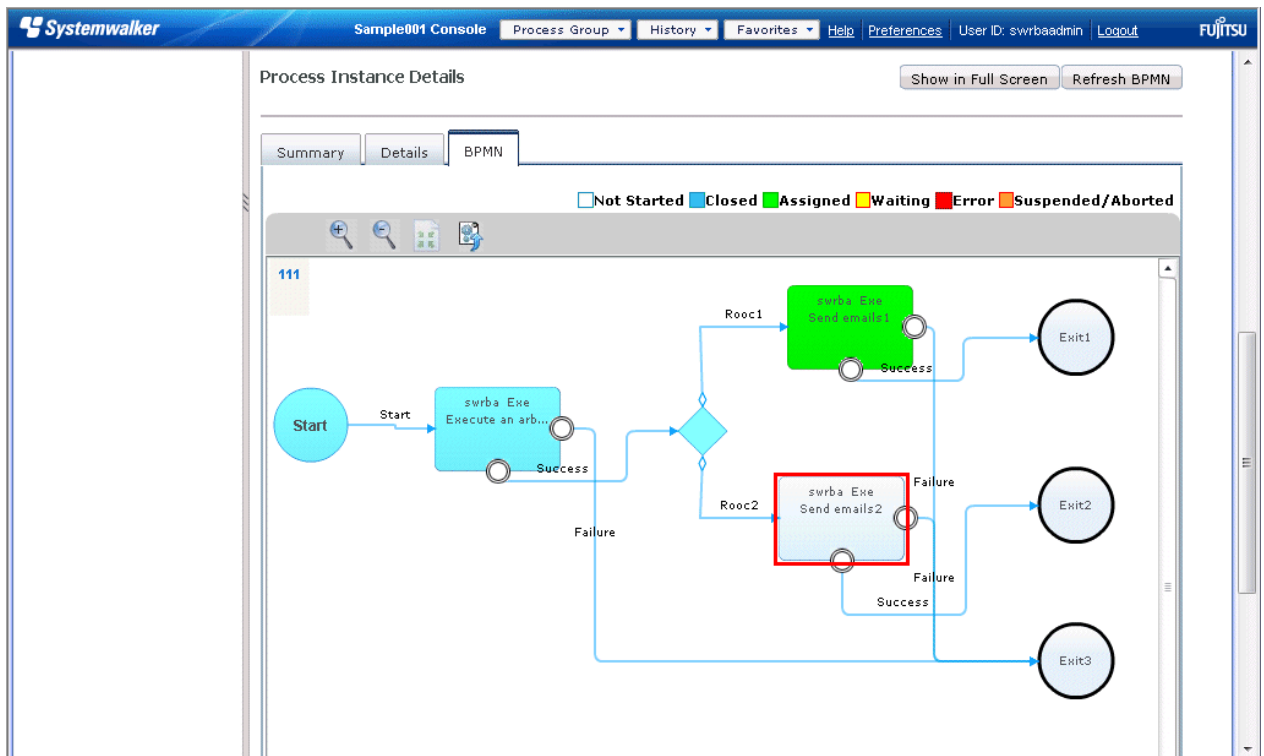 Systemwalker
Sample001 Console
Process Group
History
Favorites
Help
Preferences
User ID: swrbaadmin
Logout
FUJITSU
Process Instance Details
Show in Full Screen
Refresh BPMN
Summary
Details
BPMN
Not Started
Closed
Assigned
Waiting
Error
Suspended/Aborted
111
Start
Start
swrba Exe
Execute an arb...
Success
Failure
Rooc1
swrba Exe
Send emails1
Success
Failure
Exit1
Rooc2
swrba Exe
Send emails2
Failure
Success
Exit2
Exit3